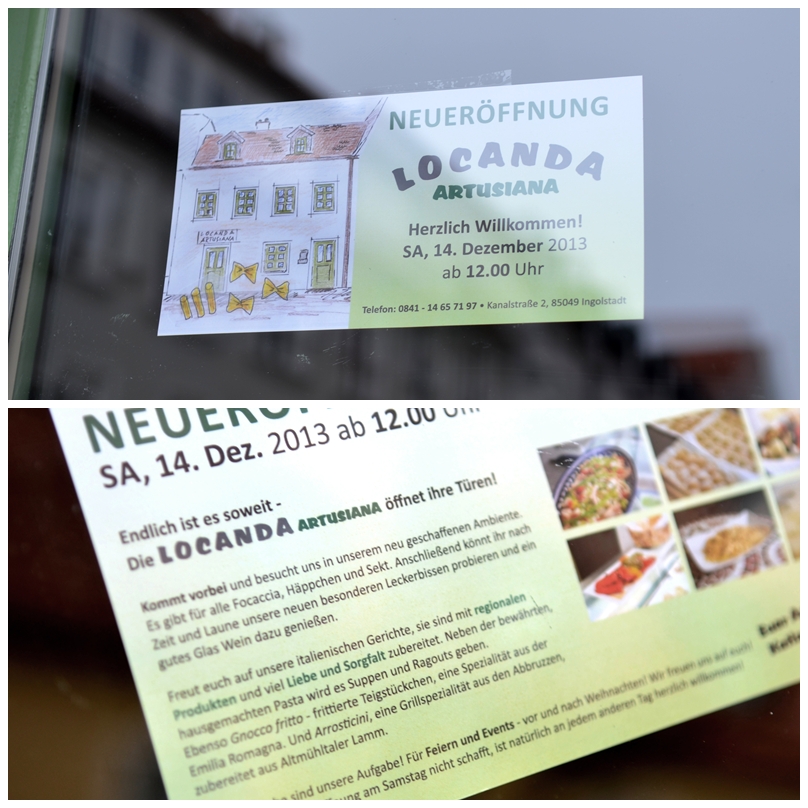 NEUERÖFFNUNG
LOCANDA
ARTUSIANA
Herzlich Willkommen!
SA, 14. Dezember 2013
ab 12.00 Uhr
Telefon: 0841 - 14 65 71 97 • Kanalstraße 2, 85049 Ingolstadt
LOCANDA
ARTUSIANA
SA, 14. Dez. 2013 ab 12.00 Uhr
Endlich ist es soweit -
Die LOCANDA ARTUSIANA öffnet ihre Türen!
Kommt vorbei und besucht uns in unserem neu geschaffenen Ambiente.
Es gibt für alle Focaccia, Häppchen und Sekt. Anschließend könnt ihr nach
Zeit und Laune unsere neuen besonderen Leckerbissen probieren und ein
gutes Glas Wein dazu genießen.
Freut euch auf unsere italienischen Gerichte, sie sind mit regionalen
Produkten und viel Liebe und Sorgfalt zubereitet. Neben der bewährten,
hausgemachten Pasta wird es Suppen und Ragouts geben.
Ebenso Gnocco fritto - frittierte Teigstückchen, eine Spezialität aus der
Emilia Romagna. Und Arrosticini, eine Grillspezialität aus den Abbruzzen,
zubereitet aus Altmühltaler Lamm.
sind unsere Aufgabe! Für Feiern und Events - vor und nach Weihnachten! Wir freuen uns auf euch!
am Samstag nicht schafft, ist natürlich an jedem anderen Tag herzlich willkommen!